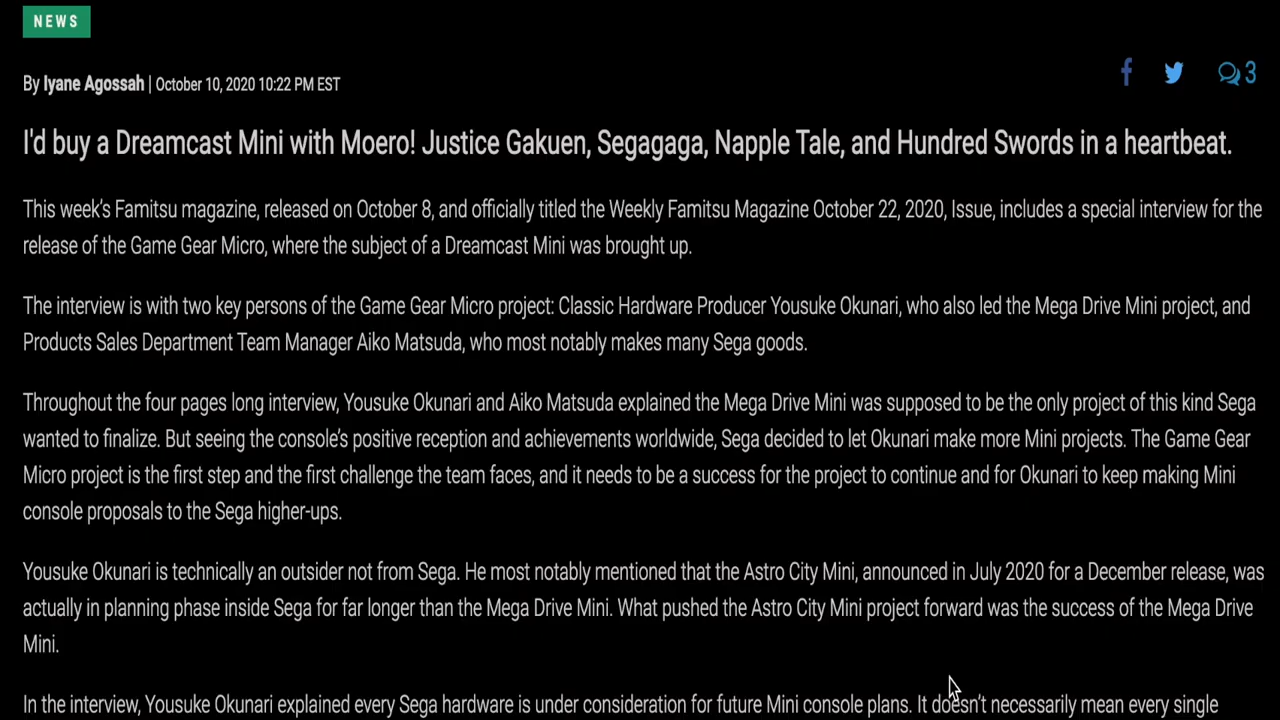 NEWS
By Iyane Agossah | October 10, 2020 10:22 PM EST
3
I'd buy a Dreamcast Mini with Moero! Justice Gakuen, Segagaga, Napple Tale, and Hundred Swords in a heartbeat.
This week’s Famitsu magazine, released on October 8, and officially titled the Weekly Famitsu Magazine October 22, 2020, Issue, includes a special interview for the
release of the Game Gear Micro, where the subject of a Dreamcast Mini was brought up.
The interview is with two key persons of the Game Gear Micro project: Classic Hardware Producer Yousuke Okunari, who also led the Mega Drive Mini project, and
Products Sales Department Team Manager Aiko Matsuda, who most notably makes many Sega goods.
Throughout the four pages long interview, Yousuke Okunari and Aiko Matsuda explained the Mega Drive Mini was supposed to be the only project of this kind Sega
wanted to finalize. But seeing the console’s positive reception and achievements worldwide, Sega decided to let Okunari make more Mini projects. The Game Gear
Micro project is the first step and the first challenge the team faces, and it needs to be a success for the project to continue and for Okunari to keep making Mini
console proposals to the Sega higher-ups.
Yousuke Okunari is technically an outsider not from Sega. He most notably mentioned that the Astro City Mini, announced in July 2020 for a December release, was
actually in planning phase inside Sega for far longer than the Mega Drive Mini. What pushed the Astro City Mini project forward was the success of the Mega Drive
Mini.
In the interview, Yousuke Okunari explained every Sega hardware is under consideration for future Mini console plans. It doesn’t necessarily mean every single